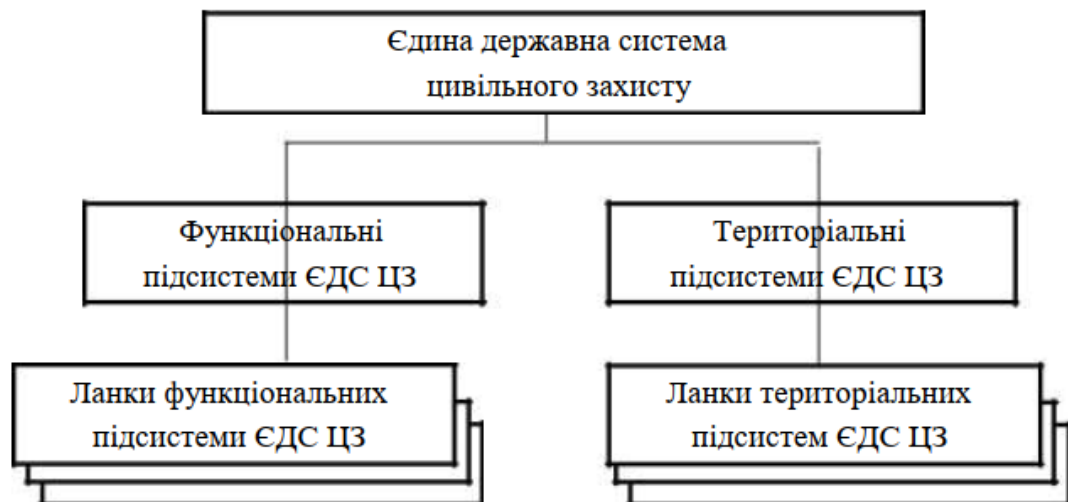 Єдина державна система
цивільного захисту
Функціональні
підсистеми ЄДС ЦЗ
Територіальні
підсистеми ЄДС ЦЗ
Ланки функціональних
підсистеми ЄДС ЦЗ
Ланки територіальних
підсистем ЄДС ЦЗ